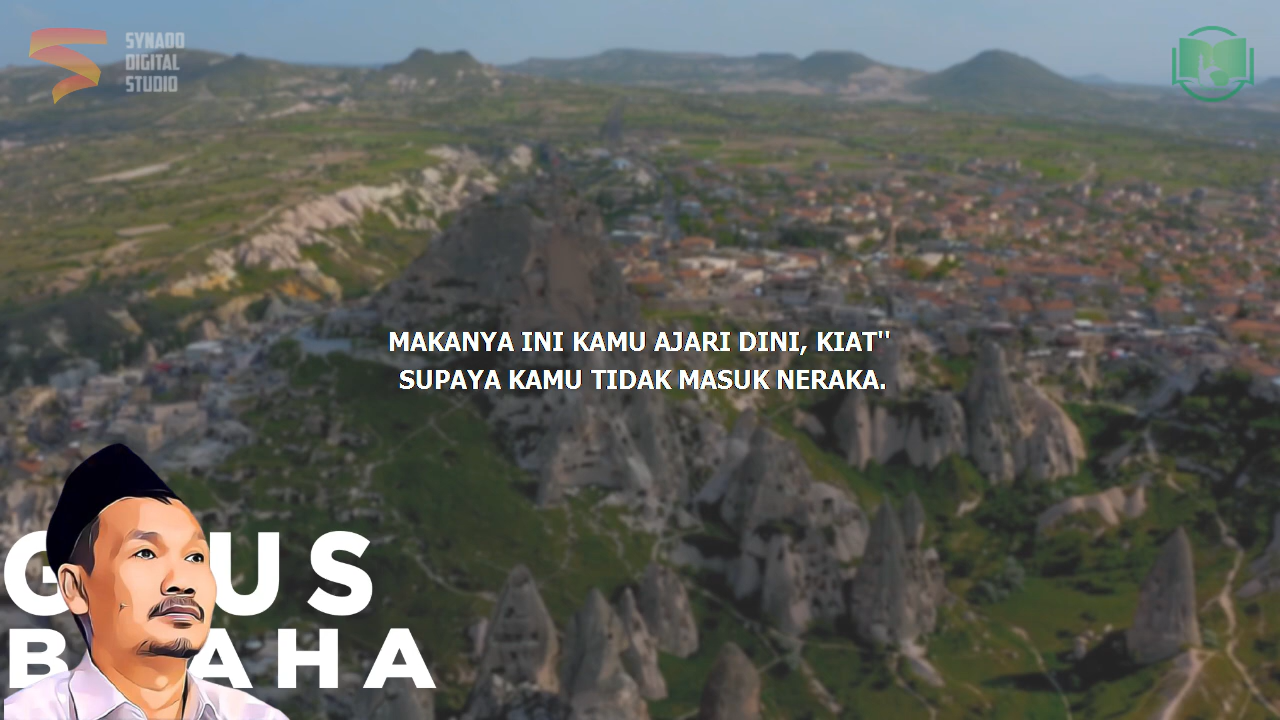 SYNADO
DIGITAL
STUDIO
MAKANYA INI KAMU AJARI DINI, KIAT"
SUPAYA KAMU TIDAK MASUK NERAKA.
GUS
BAHA